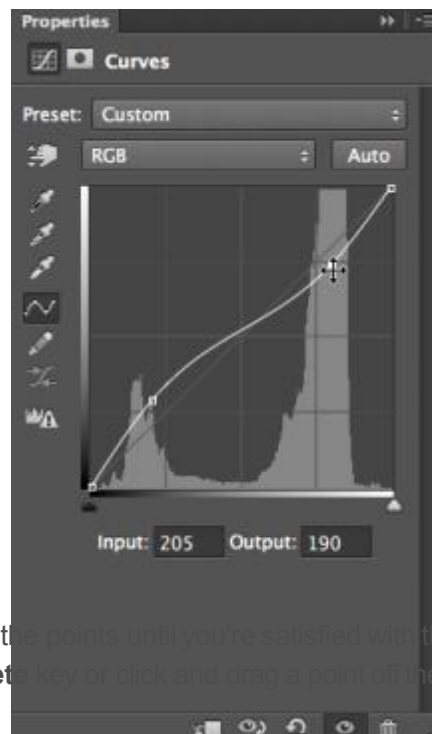 Properties
Curves
Preset: Custom
RGB Auto
Input: 205 Output: 190
the points until you're satisfied with
key or click and drag a point off the